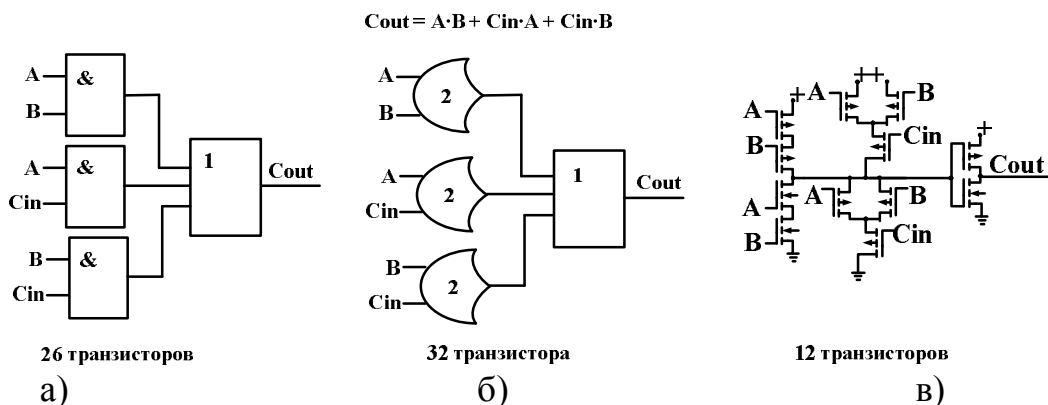 Cout = A·B + Cin·A + Cin·B
A
B
&
A
Cin
&
B
Cin
&
1
Cout
26 транзисторов
а)
A
B
2
A
Cin
2
B
Cin
2
1
Cout
32 транзистора
б)
A
B
A
B
A
B
Cin
A
B
Cin
Cout
12 транзисторов
в)